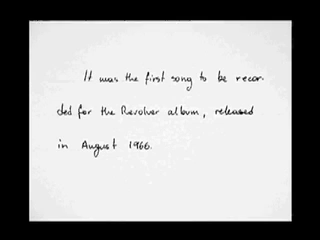 It was the first song to be recor-
ded for the Revolver album, released
in August 1966.